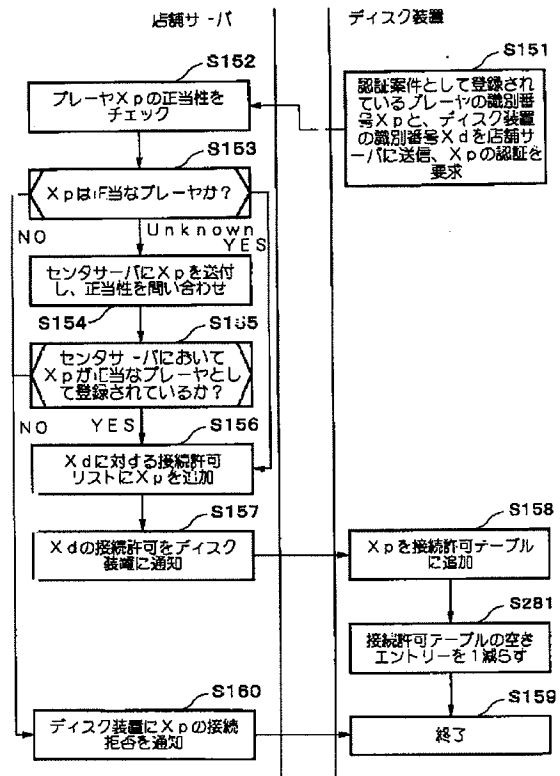 店舗サーバ
ディスク装置
S151
認証案件として登録され
ているプレーヤの識別番
号Xpと、ディスク装置
の識別番号Xdを店舗サ
ーバに送信、Xpの認証を
要求
S152
プレーヤXpの正当性を
チェック
S153
Xpは正当なプレーヤか?
NO
Unknown
YES
センタサーバにXpを送付
し、正当性を問い合わせ
S154
S155
センタサーバにおいて
Xpが正当なプレーヤとし
て登録されているか?
NO
YES
S156
Xdに対する接続許可
リストにXpを追加
S157
Xdの接続許可をディスク
装置に通知
S158
Xpを接続許可テーブル
に追加
S281
接続許可テーブルの空き
エントリーを1減らす
S160
ディスク装置にXpの接続
拒否を通知
S159
終了